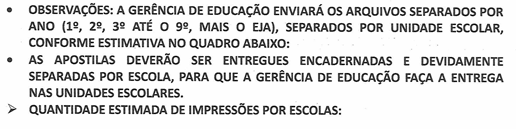 • OBSERVAÇÕES: A GERÊNCIA DE EDUCAÇÃO ENVIARÁ OS ARQUIVOS SEPARADOS POR
ANO (1º, 2º, 3º ATÉ O 9º, MAIS O EJA), SEPARADOS POR UNIDADE ESCOLAR,
CONFORME ESTIMATIVA NO QUADRO ABAIXO:
• AS APOSTILAS DEVERÃO SER ENTREGUES ENCADERNADAS E DEVIDAMENTE
SEPARADAS POR ESCOLA, PARA QUE A GERÊNCIA DE EDUCAÇÃO FAÇA A ENTREGA
NAS UNIDADES ESCOLARES.
➢ QUANTIDADE ESTIMADA DE IMPRESSÕES POR ESCOLAS: